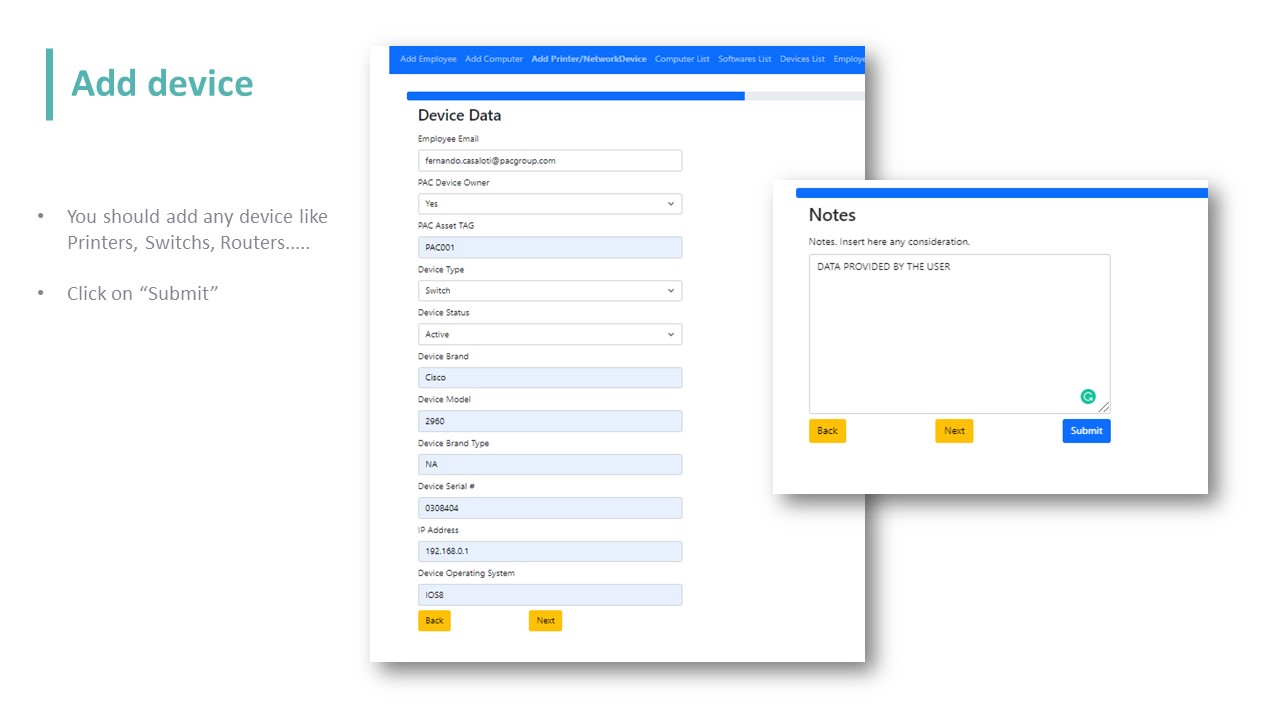 Add device
• You should add any device like
Printers, Switchs, Routers.....
• Click on “Submit”
Add Employee Add Computer Add Printer/NetworkDevice Computer List Softwares List Devices List Employe
Device Data
Employee Email
fernando.casaloti@pacgroup.com
PAC Device Owner
Yes
PAC Asset TAG
PAC001
Device Type
Switch
Device Status
Active
Device Brand
Cisco
Device Model
2960
Device Brand Type
NA
Device Serial #
0308404
IP Address
192.168.0.1
Device Operating System
IOS8
Back Next
Notes
Notes. Insert here any consideration.
DATA PROVIDED BY THE USER
Back Next Submit